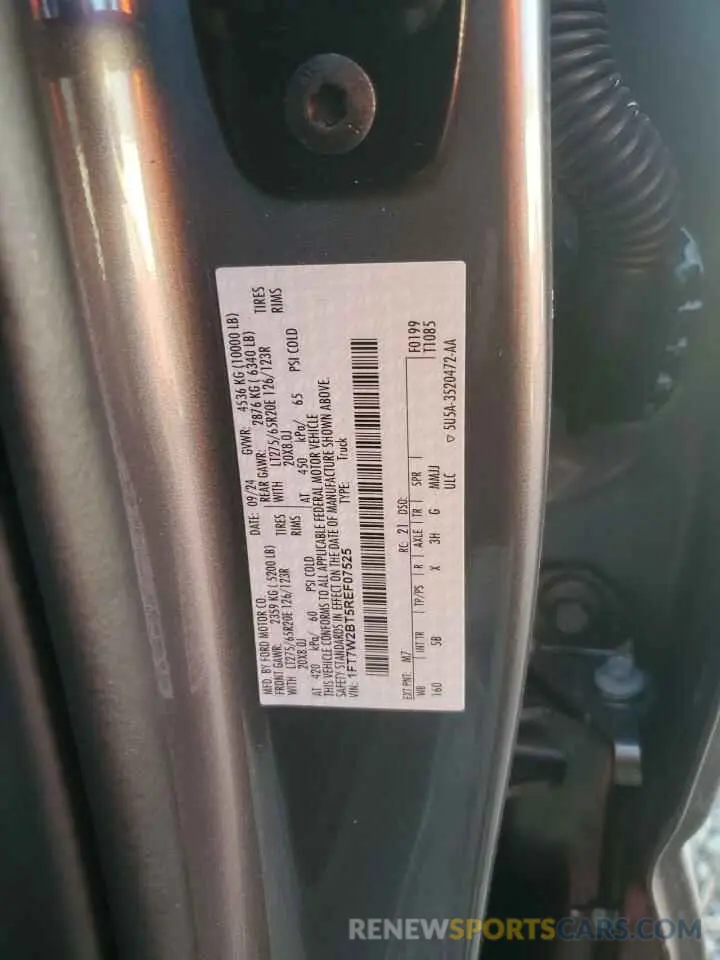 MFD. BY FORD MOTOR CO.
DATE: 09/24 GVWR: 4536 KG (10000 LB)
FRONT GAWR: 2359 KG (5200 LB) REAR GAWR: 2876 KG (6340 LB)
WITH LT275/65R20E 126/123R TIRES WITH LT275/65R20E 126/123R TIRES
20X8.0J RIMS 20X8.0J RIMS
AT 420 kPa/ 60 PSI COLD AT 450 kPa/ 65 PSI COLD
THIS VEHICLE CONFORMS TO ALL APPLICABLE FEDERAL MOTOR VEHICLE
SAFETY STANDARDS IN EFFECT ON THE DATE OF MANUFACTURE SHOWN ABOVE.
VIN: 1FT7W2BT5REF07525 TYPE: Truck
EXT PNT: M7 RC: 21 DSO: F0199
WB INT TR TP/PS R AXLE TR SPR T1085
160 5B X 3H G MMJJ
ULC ▽ 5U5A-3520472-AA
RENEWSPORTSCARS.COM